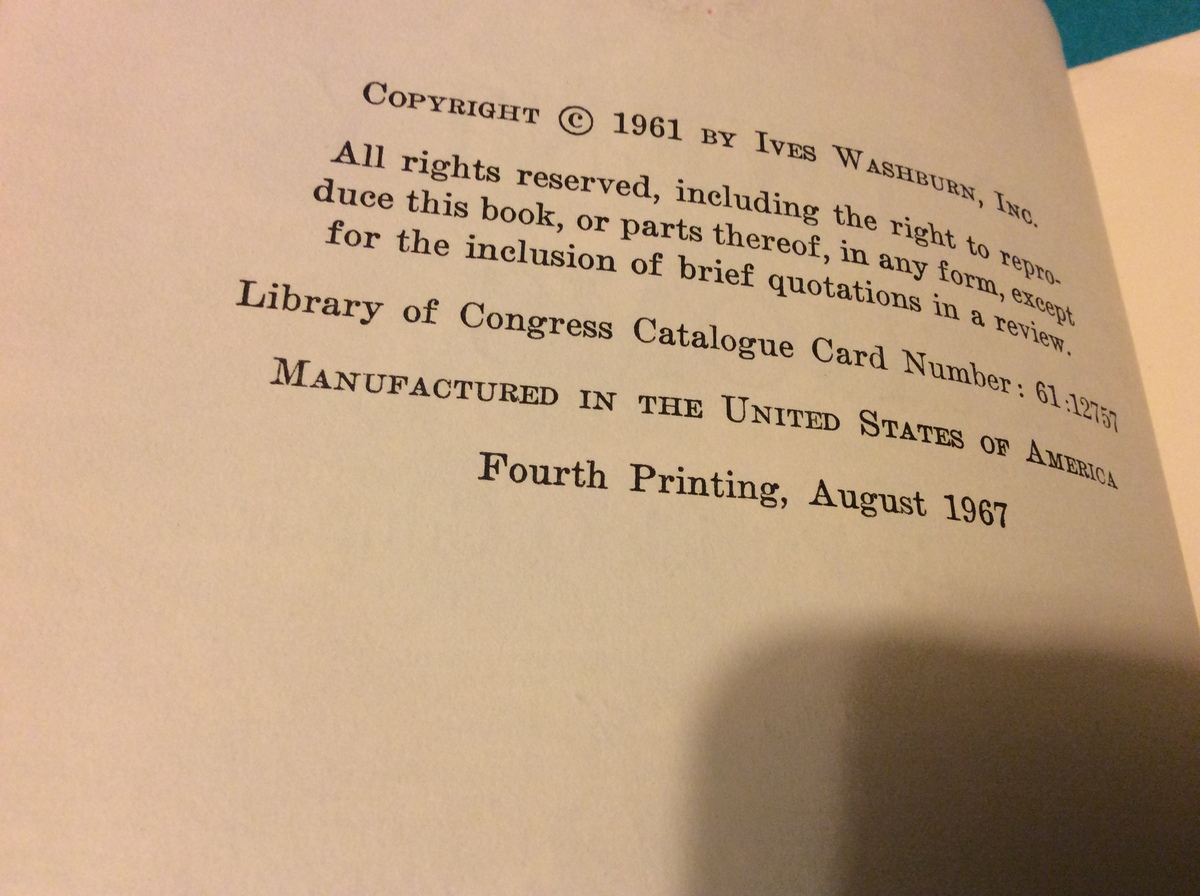 COPYRIGHT © 1961 BY IVES WASHBURN, INC.
All rights reserved, including the right to repro-
duce this book, or parts thereof, in any form, except
for the inclusion of brief quotations in a review.
Library of Congress Catalogue Card Number: 61:12757
MANUFACTURED IN THE UNITED STATES OF AMERICA
Fourth Printing, August 1967